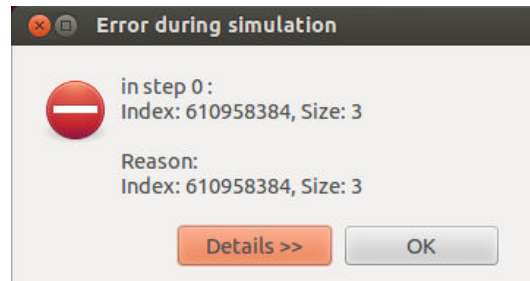 Error during simulation
in step 0 :
Index: 610958384, Size: 3
Reason:
Index: 610958384, Size: 3
Details >>
OK